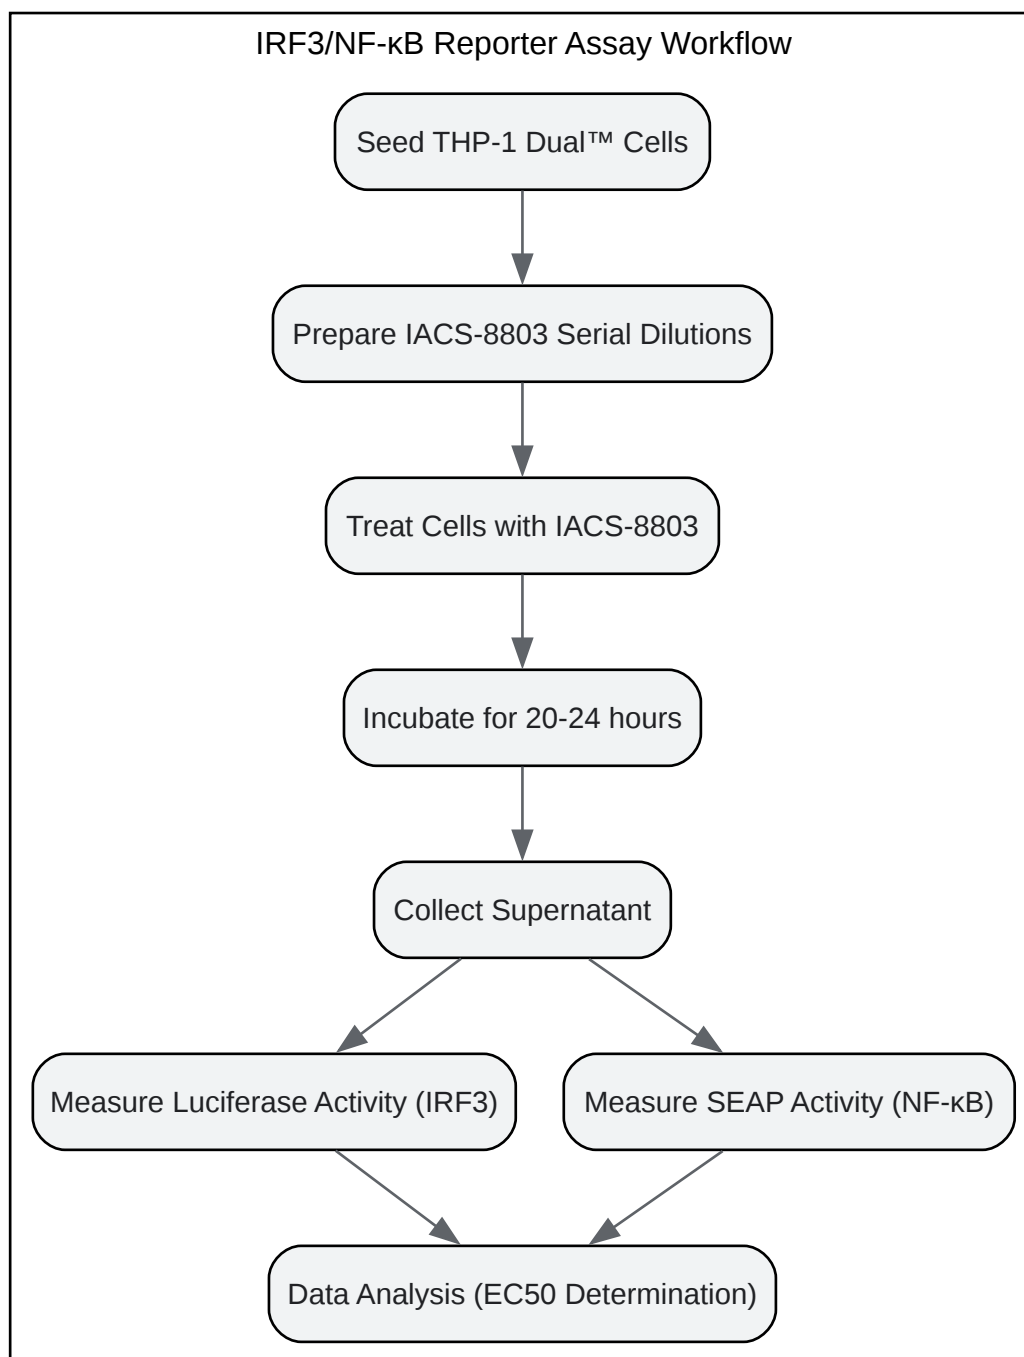 IRF3/NF-κB Reporter Assay Workflow
Seed THP-1 Dual™ Cells
Prepare IACS-8803 Serial Dilutions
Treat Cells with IACS-8803
Incubate for 20-24 hours
Collect Supernatant
Measure Luciferase Activity (IRF3)
Measure SEAP Activity (NF-κB)
Data Analysis (EC50 Determination)